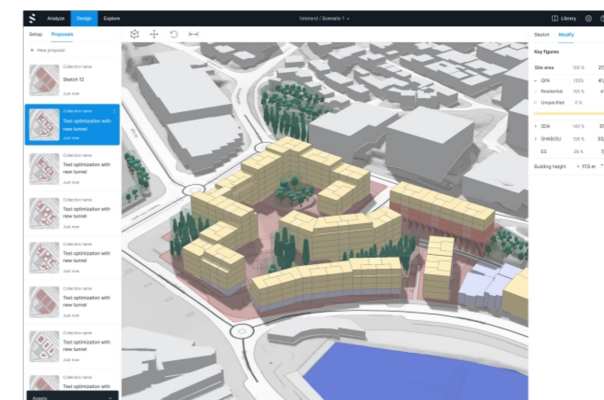 Analyze Design Explore
Veteland / Scenario 1
Library
Setup Proposals
+ New proposal
Collection name
Sketch 12
Just now
Collection name
Test optimization with
new tunnel
Just now
Collection name
Test optimization with
new tunnel
Just now
Collection name
Test optimization with
new tunnel
Just now
Collection name
Test optimization with
new tunnel
Just now
Collection name
Test optimization with
new tunnel
Just now
Collection name
Test optimization with
new tunnel
Just now
Collection name
Test optimization with
Assets
Sketch Modify
Key figures
Site area 100 %
GFA
Residential
Unspecified 0 %
Building height